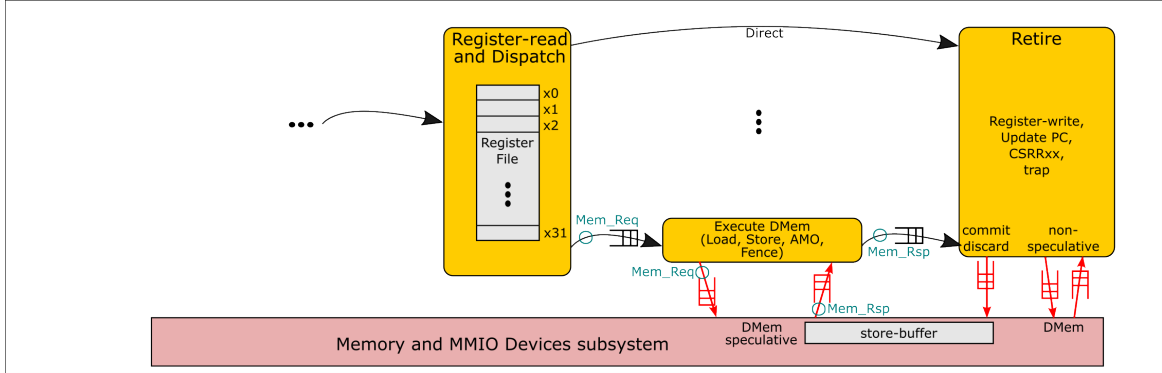 Register-read
and Dispatch
x0
x1
x2
Register
File
x31
Direct
Retire
Register-write,
Update PC,
CSRRxx,
trap
commit
discard
non-
speculative
Mem_Req
Execute DMem
(Load, Store, AMO,
Fence)
Mem_Rsp
Mem_Req
Mem_Rsp
DMem
speculative
store-buffer
DMem
Memory and MMIO Devices subsystem